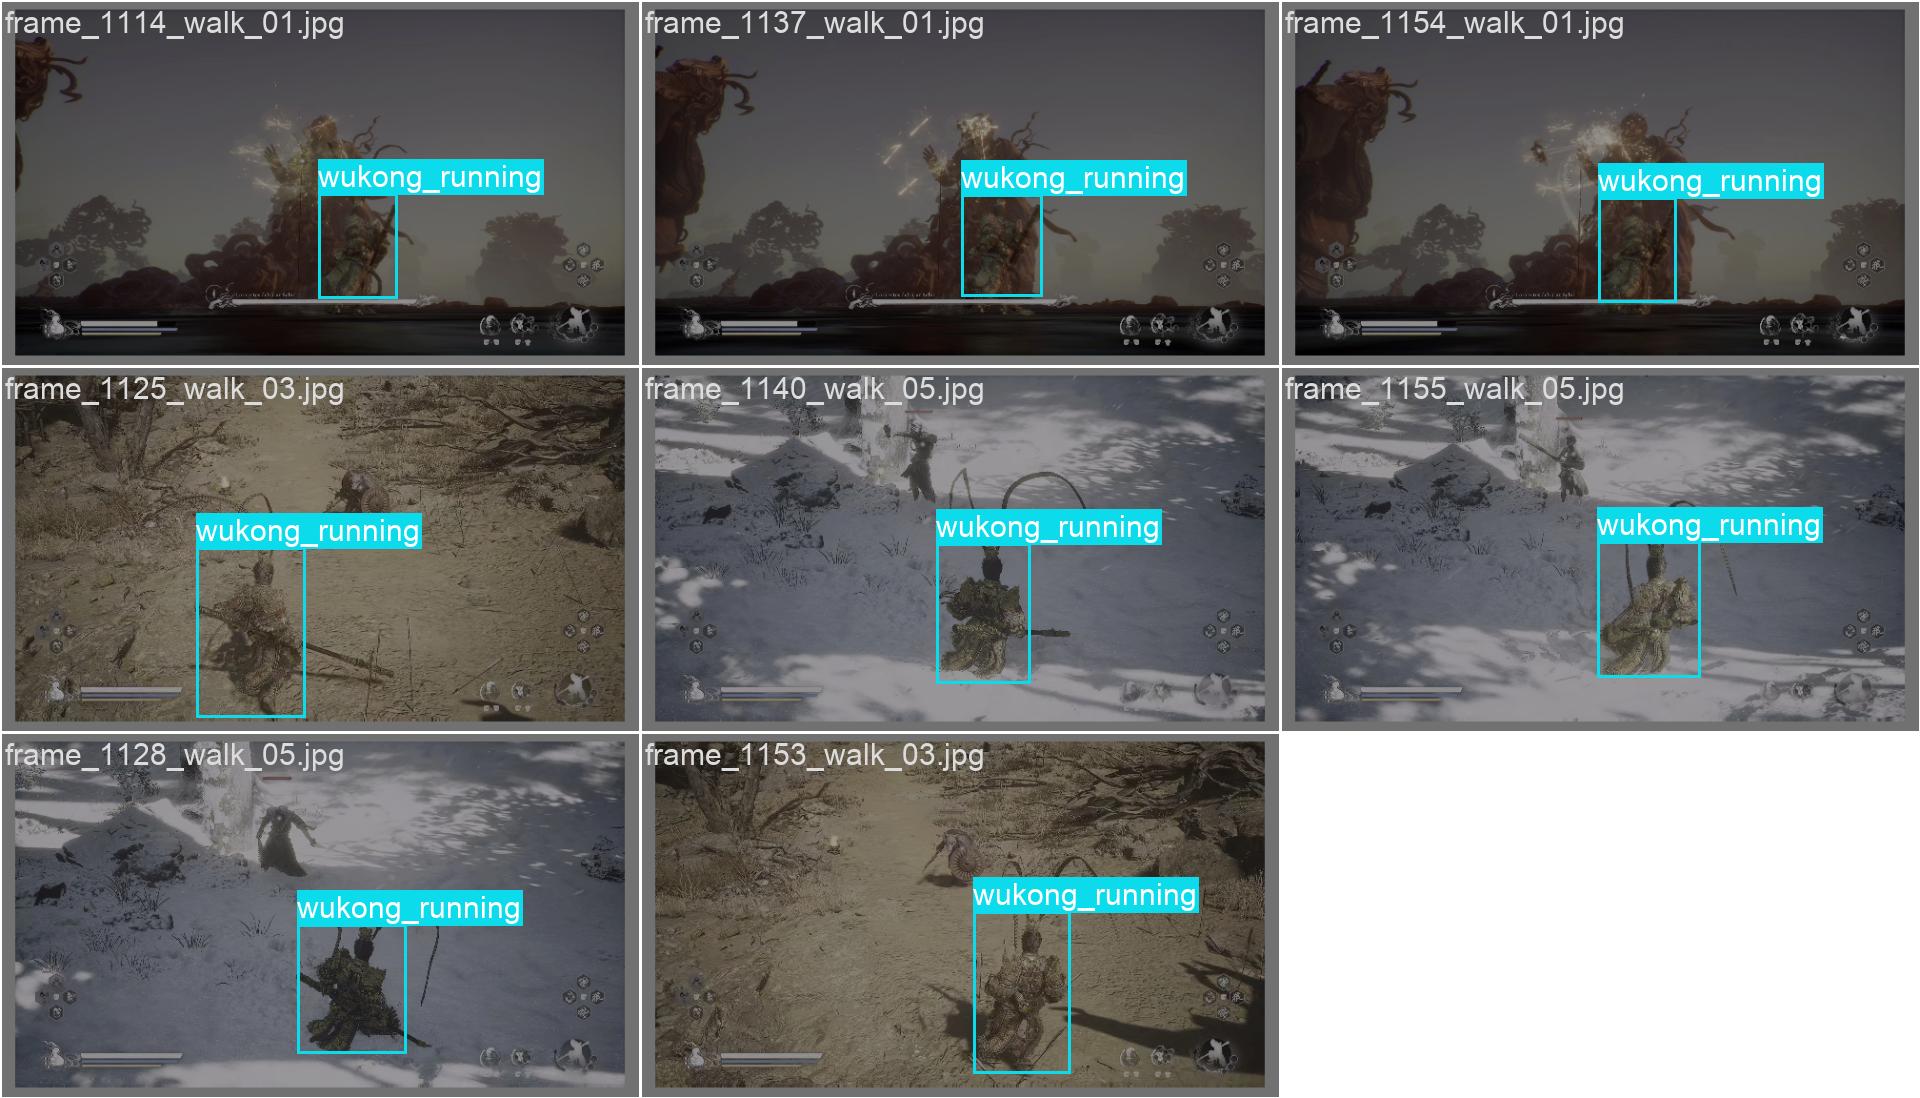 frame_1114_walk_01.jpg
wukong_running
frame_1137_walk_01.jpg
wukong_running
frame_1154_walk_01.jpg
wukong_running
frame_1125_walk_03.jpg
wukong_running
frame_1140_walk_05.jpg
wukong_running
frame_1155_walk_05.jpg
wukong_running
frame_1128_walk_05.jpg
wukong_running
frame_1153_walk_03.jpg
wukong_running